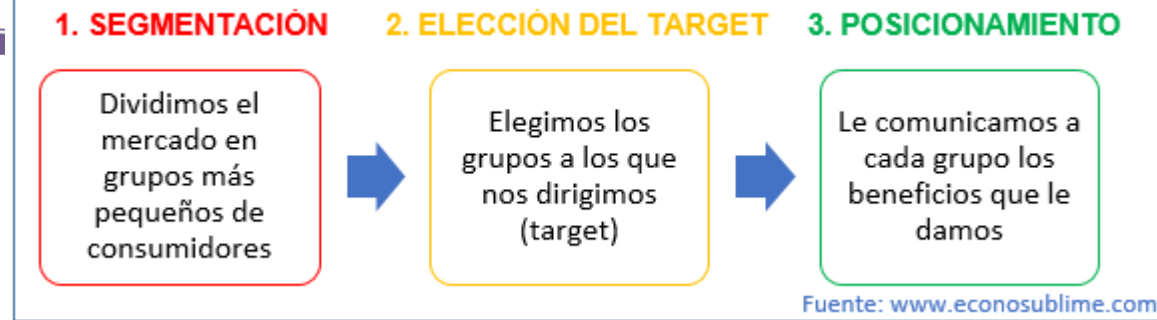 1. SEGMENTACIÓN
2. ELECCIÓN DEL TARGET
3. POSICIONAMIENTO
Dividimos el
mercado en
grupos más
pequeños de
consumidores
Elegimos los
grupos a los que
nos dirigimos
(target)
Le comunicamos a
cada grupo los
beneficios que le
damos
Fuente: www.econosublime.com